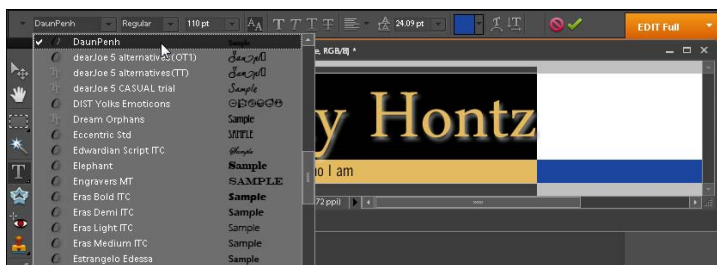 DaunPenh Regular 110 pt T T T T 24.09 pt EDIT Full
DaunPenh Sample
dearJoe 5 alternatives(OT1)
dearJoe 5 alternatives(TT)
dearJoe 5 CASUAL trial Sample
DIST Yolks Emoticons
Dream Orphans Sample
Eccentric Std SAMPLE
Edwardian Script ITC Sample
Elephant Sample
Engravers MT SAMPLE
Eras Bold ITC Sample
Eras Demi ITC Sample
Eras Light ITC Sample
Eras Medium ITC Sample
Estrangelo Edessa Sample
RGB/8) *
y Hontz
o I am
72 ppi)